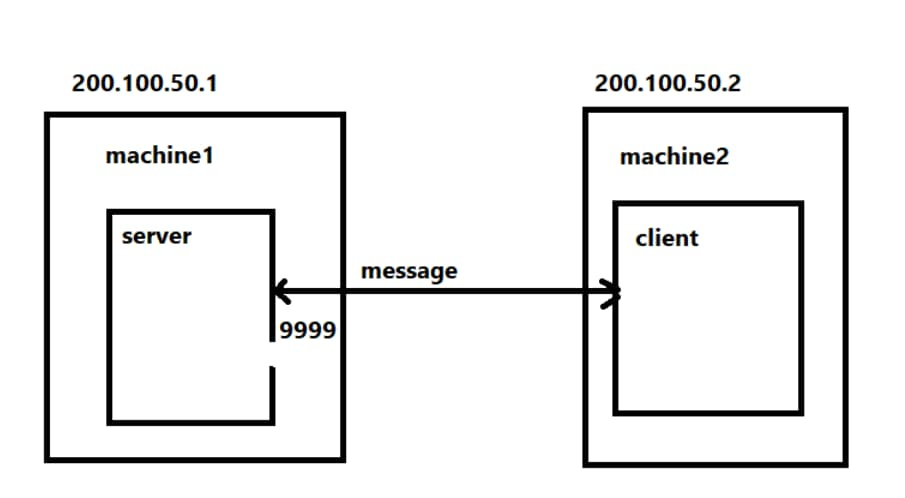 200.100.50.1
200.100.50.2
machine1
machine2
server
client
message
9999